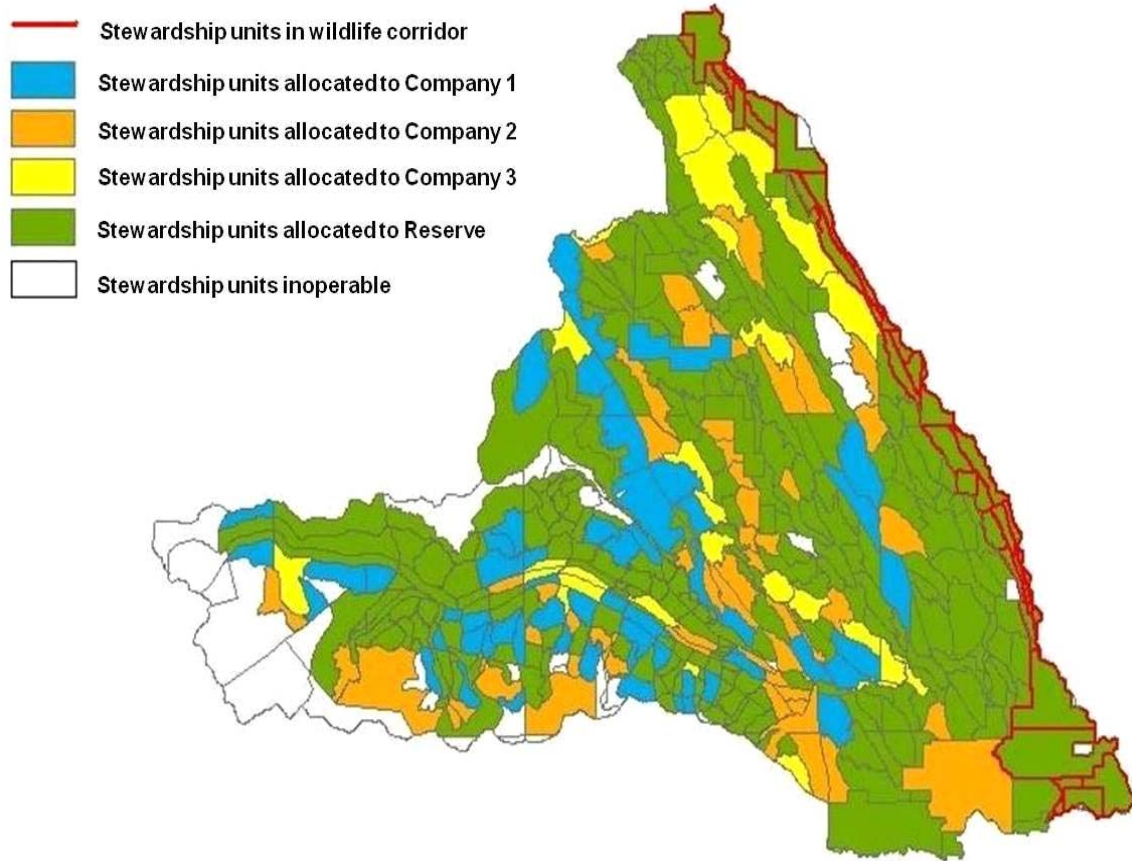 Stewardship units in wildlife corridor
Stewardship units allocated to Company 1
Stewardship units allocated to Company 2
Stewardship units allocated to Company 3
Stewardship units allocated to Reserve
Stewardship units inoperable